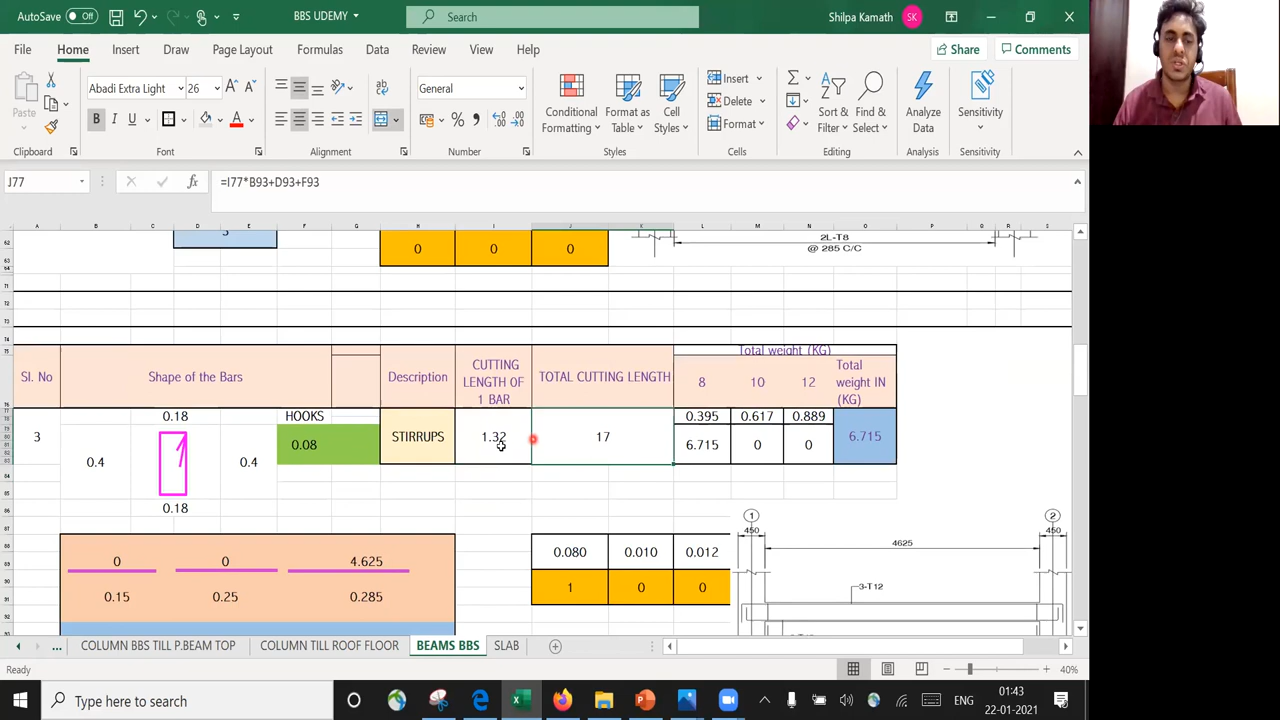 AutoSave Off
BBS UDEMY
Search
Shilpa Kamath SK
File Home Insert Draw Page Layout Formulas Data Review View Help Share Comments
Paste
Clipboard
Abadi Extra Light 26
B I U
Font
Alignment
General
Number
Conditional Formatting
Format as Table
Cell Styles
Styles
Insert
Delete
Format
Cells
Sort & Filter
Find & Select
Editing
Analyze Data
Analysis
Sensitivity
Sensitivity
J77 fx =I77*B93+D93+F93
A B C D E F G H I J K L M N O P Q R S
0 0 0
2L-T8
@ 285 C/C
Total weight (KG)
Sl. No
Shape of the Bars
Description
CUTTING LENGTH OF 1 BAR
TOTAL CUTTING LENGTH
8 10 12
Total weight IN (KG)
0.18 HOOKS 0.395 0.617 0.889
3 0.08 STIRRUPS 1.32 17 6.715 0 0 6.715
0.4 0.4
0.18
0 0 4.625
0.15 0.25 0.285
0.080 0.010 0.012
1 0 0
1 2
450 450
4625
3-T12
... COLUMN BBS TILL P.BEAM TOP COLUMN TILL ROOF FLOOR BEAMS BBS SLAB
Ready 40%
Type here to search
ENG
01:43
22-01-2021